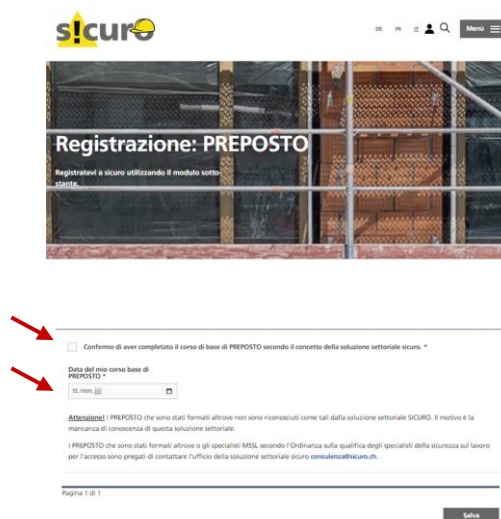 s!curo
DE FR IT Menù
Registrazione: PREPOSTO
Registratevi a sicuro utilizzando il modulo sotto-
stante.
Confermo di aver completato il corso di base di PREPOSTO secondo il concetto della soluzione settoriale sicuro. *
Data del mio corso base di
PREPOSTO *
tt.mm.jjjj
Attenzione! I PREPOSTO che sono stati formati altrove non sono riconosciuti come tali dalla soluzione settoriale SICURO. Il motivo è la
mancanza di conoscenza di questa soluzione settoriale.
I PREPOSTO che sono stati formati altrove o gli specialisti MSSL secondo l'Ordinanza sulla qualifica degli specialisti della sicurezza sul lavoro
per l'accesso sono pregati di contattare l'ufficio della soluzione settoriale sicuro consulenza@sicuro.ch.
Pagina 1 di 1
Salva